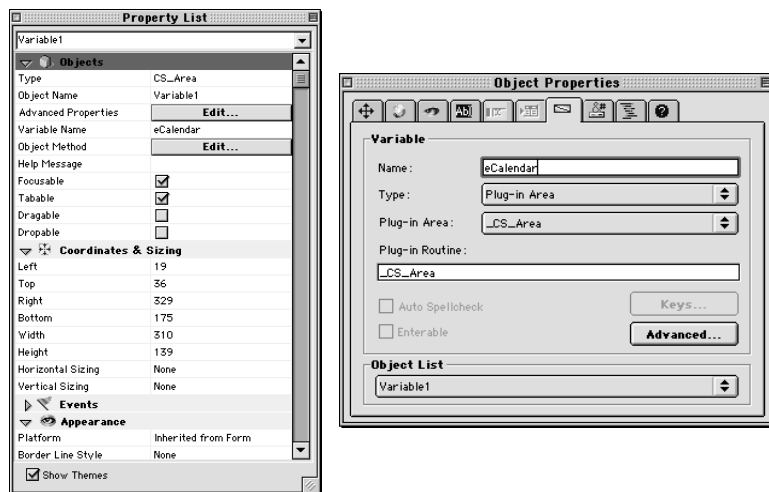 Property List
Variable1
Objects
Type CS_Area
Object Name Variable1
Advanced Properties Edit...
Variable Name eCalendar
Object Method Edit...
Help Message
Focusable
Tabable
Dragable
Dropable
Coordinates & Sizing
Left 19
Top 36
Right 329
Bottom 175
Width 310
Height 139
Horizontal Sizing None
Vertical Sizing None
Events
Appearance
Platform Inherited from Form
Border Line Style None
Show Themes
Object Properties
Variable
Name: eCalendar
Type: Plug-in Area
Plug-in Area: _CS_Area
Plug-in Routine:
_CS_Area
Auto Spellcheck Keys...
Enterable Advanced...
Object List
Variable1